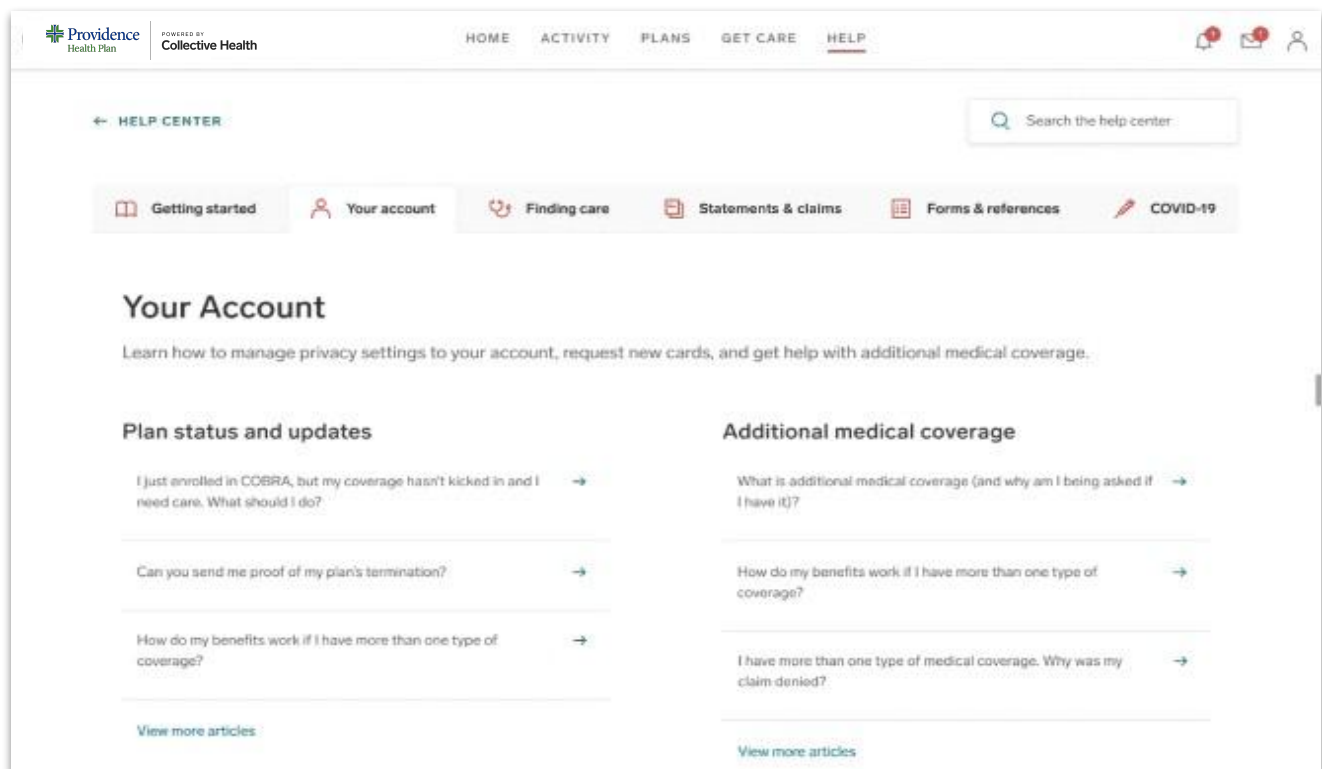 Providence
Health Plan
POWERED BY
Collective Health
HOME ACTIVITY PLANS GET CARE HELP
← HELP CENTER
Search the help center
Getting started Your account Finding care Statements & claims Forms & references COVID-19
Your Account
Learn how to manage privacy settings to your account, request new cards, and get help with additional medical coverage.
Plan status and updates
I just enrolled in COBRA, but my coverage hasn't kicked in and I →
need care. What should I do?
Can you send me proof of my plan's termination? →
How do my benefits work if I have more than one type of →
coverage?
View more articles
Additional medical coverage
What is additional medical coverage (and why am I being asked if →
I have it)?
How do my benefits work if I have more than one type of →
coverage?
I have more than one type of medical coverage. Why was my →
claim denied?
View more articles